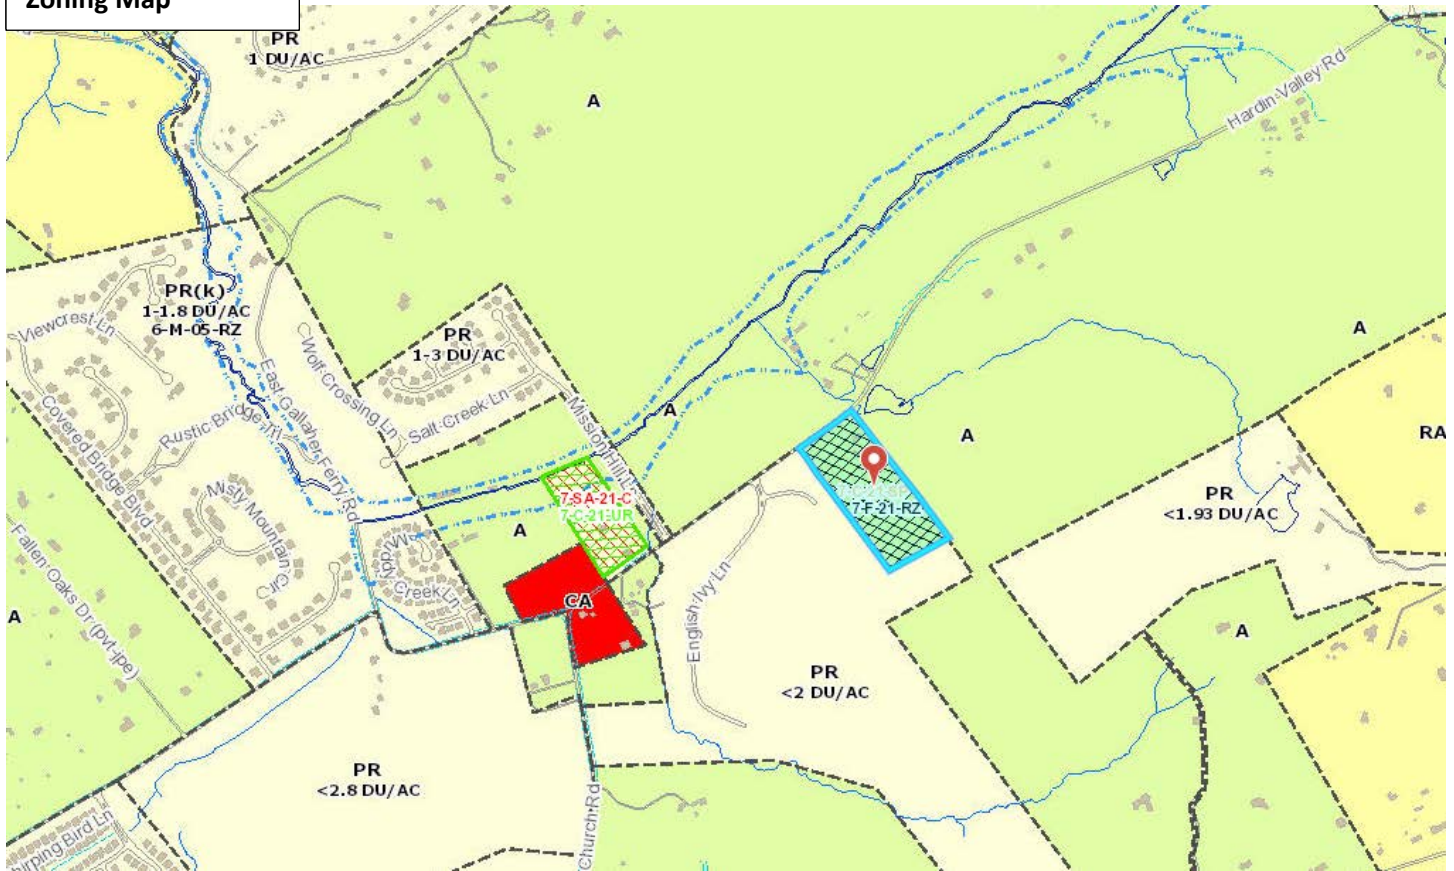 Zoning Map
PR
1 DU/AC
A
Hardin Valley Rd
PR(k)
1-1.8 DU/AC
6-M-05-RZ
Viewcrest Ln
PR
1-3 DU/AC
A
East Gallaher Ferry Rd
Wolf Crossing Ln
Salt Creek Ln
Covered Bridge Blvd
Rustic Bridge Trl
A
A
RA
7-SA-21-C
7-C-21-UR
7-F-21-RZ
Misty Mountain Cir
PR
<1.93 DU/AC
A
Fallen Oaks Dr (pvt-jpe)
Creek Ln
CA
A
English Ivy Ln
A
PR
<2 DU/AC
PR
<2.8 DU/AC
Church Rd
hirping Bird Ln